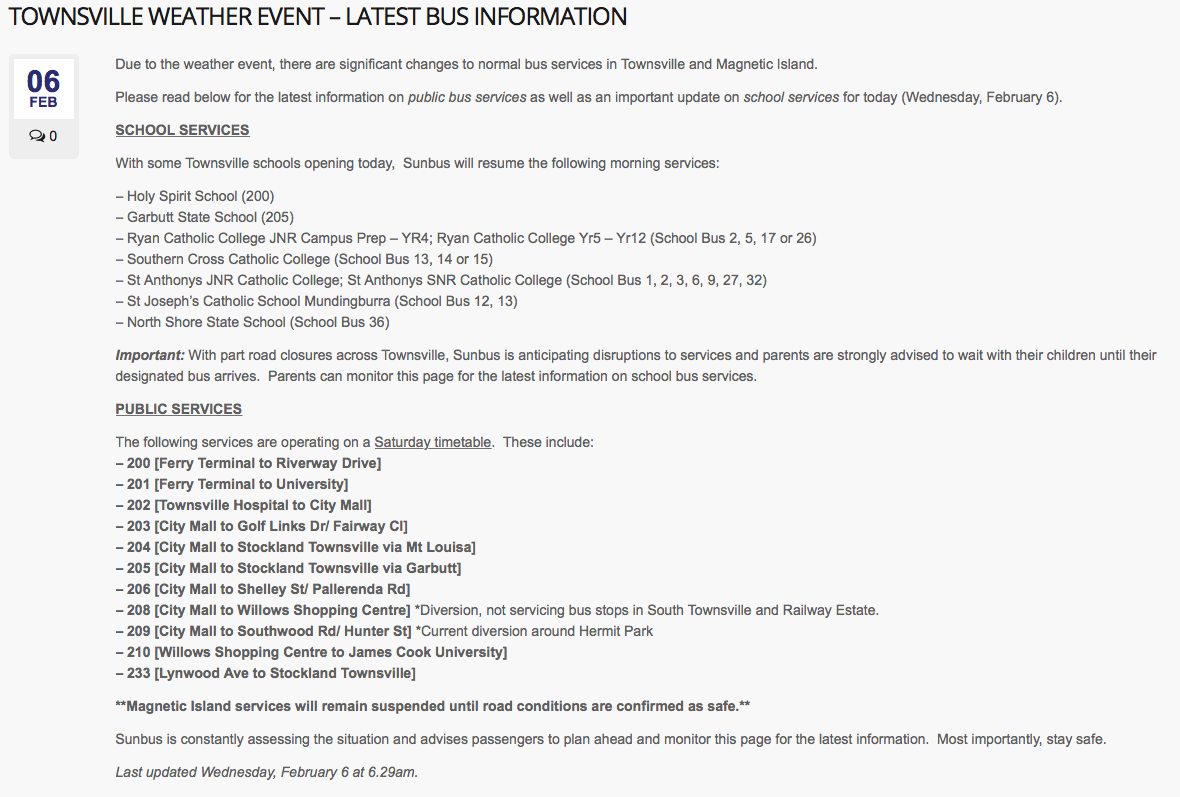 TOWNSVILLE WEATHER EVENT – LATEST BUS INFORMATION
06
FEB
0
Due to the weather event, there are significant changes to normal bus services in Townsville and Magnetic Island.
Please read below for the latest information on public bus services as well as an important update on school services for today (Wednesday, February 6).
SCHOOL SERVICES
With some Townsville schools opening today,  Sunbus will resume the following morning services:
– Holy Spirit School (200)
– Garbutt State School (205)
– Ryan Catholic College JNR Campus Prep – YR4; Ryan Catholic College Yr5 – Yr12 (School Bus 2, 5, 17 or 26)
– Southern Cross Catholic College (School Bus 13, 14 or 15)
– St Anthonys JNR Catholic College; St Anthonys SNR Catholic College (School Bus 1, 2, 3, 6, 9, 27, 32)
– St Joseph’s Catholic School Mundingburra (School Bus 12, 13)
– North Shore State School (School Bus 36)
Important: With part road closures across Townsville, Sunbus is anticipating disruptions to services and parents are strongly advised to wait with their children until their
designated bus arrives.  Parents can monitor this page for the latest information on school bus services.
PUBLIC SERVICES
The following services are operating on a Saturday timetable.  These include:
– 200 [Ferry Terminal to Riverway Drive]
– 201 [Ferry Terminal to University]
– 202 [Townsville Hospital to City Mall]
– 203 [City Mall to Golf Links Dr/ Fairway Cl]
– 204 [City Mall to Stockland Townsville via Mt Louisa]
– 205 [City Mall to Stockland Townsville via Garbutt]
– 206 [City Mall to Shelley St/ Pallerenda Rd]
– 208 [City Mall to Willows Shopping Centre] *Diversion, not servicing bus stops in South Townsville and Railway Estate.
– 209 [City Mall to Southwood Rd/ Hunter St] *Current diversion around Hermit Park
– 210 [Willows Shopping Centre to James Cook University]
– 233 [Lynwood Ave to Stockland Townsville]
**Magnetic Island services will remain suspended until road conditions are confirmed as safe.**
Sunbus is constantly assessing the situation and advises passengers to plan ahead and monitor this page for the latest information.  Most importantly, stay safe.
Last updated Wednesday, February 6 at 6.29am.